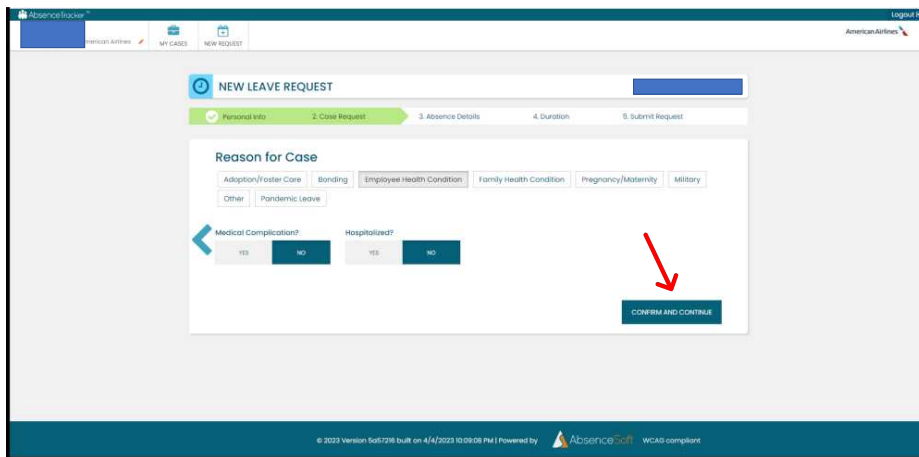 AbsenceTracker™
Logout
American Airlines
MY CASES
NEW REQUEST
American Airlines
NEW LEAVE REQUEST
Personal Info 2. Case Request 3. Absence Details 4. Duration 5. Submit Request
Reason for Case
Adoption/Foster Care Bonding Employee Health Condition Family Health Condition Pregnancy/Maternity Military
Other Pandemic Leave
Medical Complication? Hospitalized?
YES NO YES NO
CONFIRM AND CONTINUE
© 2023 Version 5a57216 built on 4/4/2023 10:09:08 PM | Powered by AbsenceSoft WCAG compliant